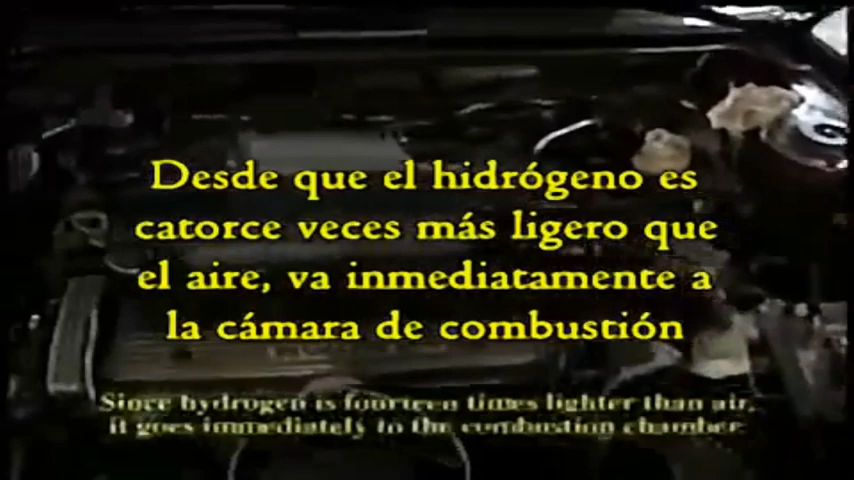 Desde que el hidrógeno es
catorce veces más ligero que
el aire, va inmediatamente a
la cámara de combustión
Since hydrogen is fourteen times lighter than air,
it goes immediately to the combustion chamber